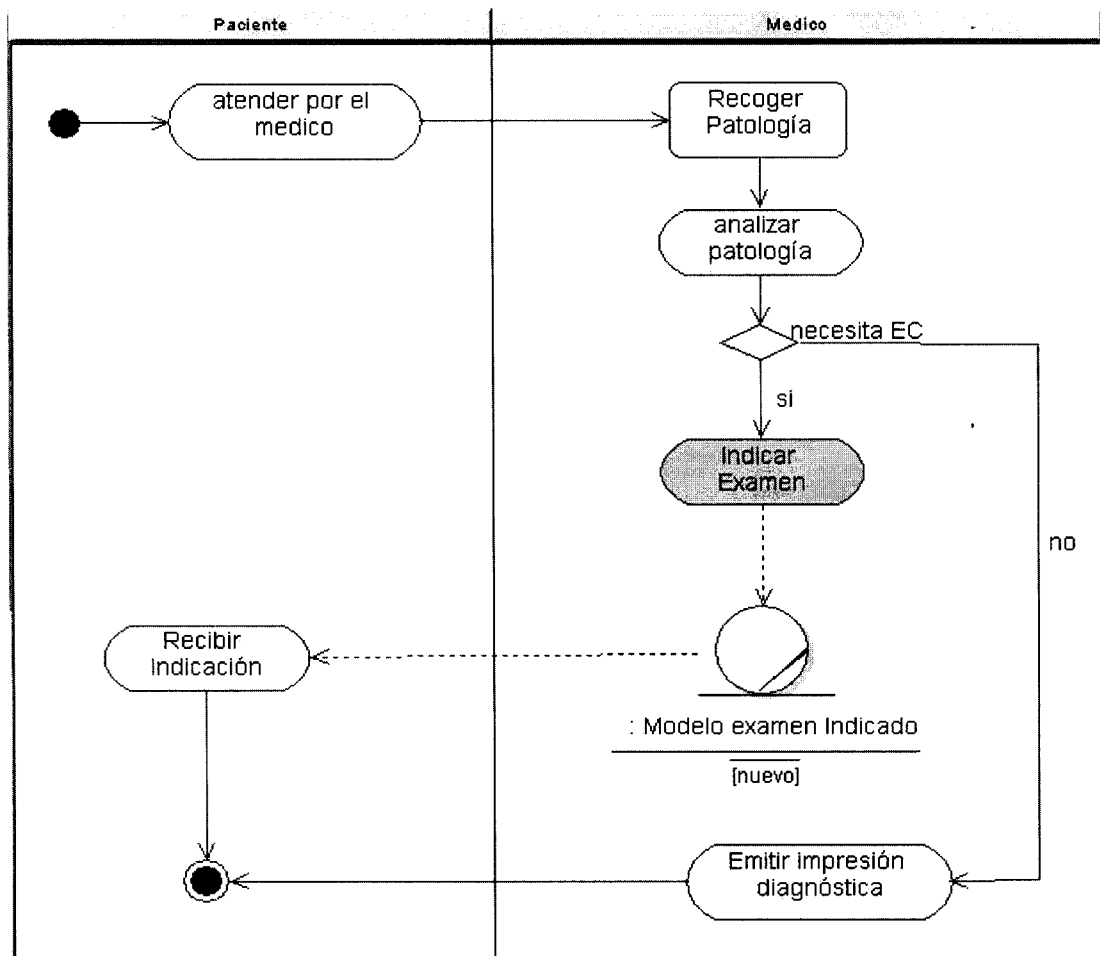 Paciente
Medico
atender por el
medico
Recoger
Patología
analizar
patología
necesita EC
si
Indicar
Examen
no
Recibir
Indicación
: Modelo examen Indicado
[nuevo]
Emitir impresión
diagnóstica